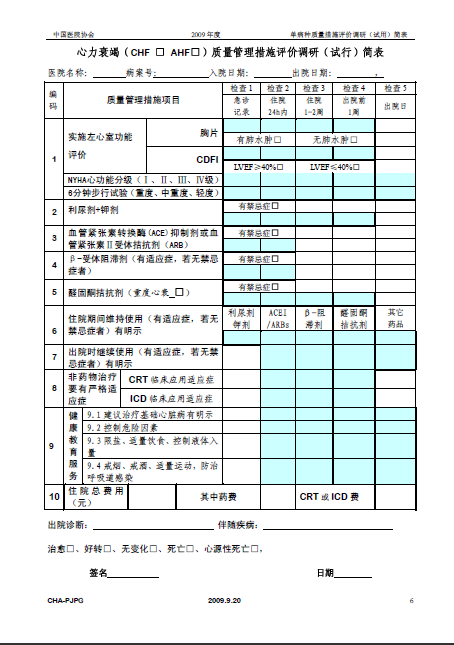 中国医院协会 2009年度 单病种质量措施评价调研（试用）简表
心力衰竭（CHF □ AHF□）质量管理措施评价调研（试行）简表
医院名称： 病案号： 入院日期： 出院日期： ，
编码 质量管理措施项目 检查1 检查2 检查3 检查4 检查5
急诊记录 住院24h内 住院1-2周 出院前1周 出院日
1 实施左心室功能评价 胸片
有肺水肿□ 无肺水肿□
CDFI
LVEF≥40%□ LVEF≤40%□
NYHA心功能分级（Ⅰ、Ⅱ、Ⅲ、Ⅳ级）
6分钟步行试验（重度、中重度、轻度）
2 利尿剂+钾剂 有禁忌症□
3 血管紧张素转换酶(ACE)抑制剂或血管紧张素Ⅱ受体拮抗剂（ARB） 有禁忌症□
4 β-受体阻滞剂（有适应症，若无禁忌症者） 有禁忌症□
5 醛固酮拮抗剂（重度心衰 □） 有禁忌症□
6 住院期间维持使用（有适应症，若无禁忌症者）有明示 利尿剂钾剂 ACEI/ARBs β-阻滞剂 醛固酮拮抗剂 其它药品
7 出院时继续使用（有适应症，若无禁忌症者）有明示
8 非药物治疗要有严格适应症 CRT临床应用适应症
ICD临床应用适应症
9 健康教育服务 9.1建议治疗基础心脏病有明示
9.2控制危险因素
9.3限盐、适量饮食、控制液体入量
9.4戒烟、戒酒、适量运动，防治呼吸道感染
10 住院总费用（元） 其中药费 CRT或ICD费
出院诊断： 伴随疾病：
治愈□、好转□、无变化□、死亡□、心源性死亡□，
签名 日期
CHA-PJPG 2009.9.20 6